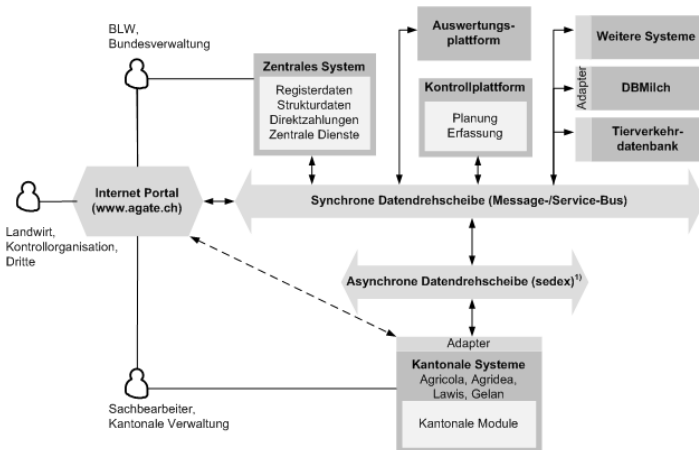 BLW,
Bundesverwaltung
Auswertungs-
plattform
Weitere Systeme
Zentrales System
Registerdaten
Strukturdaten
Direktzahlungen
Zentrale Dienste
Kontrollplattform
Planung
Erfassung
Adapter
DBMilch
Tierverkehr-
datenbank
Internet Portal
(www.agate.ch)
Synchrone Datendrehscheibe (Message-/Service-Bus)
Landwirt,
Kontrollorganisation,
Dritte
Asynchrone Datendrehscheibe (sedex)¹⁾
Adapter
Kantonale Systeme
Agricola, Agridea,
Lawis, Gelan
Kantonale Module
Sachbearbeiter,
Kantonale Verwaltung